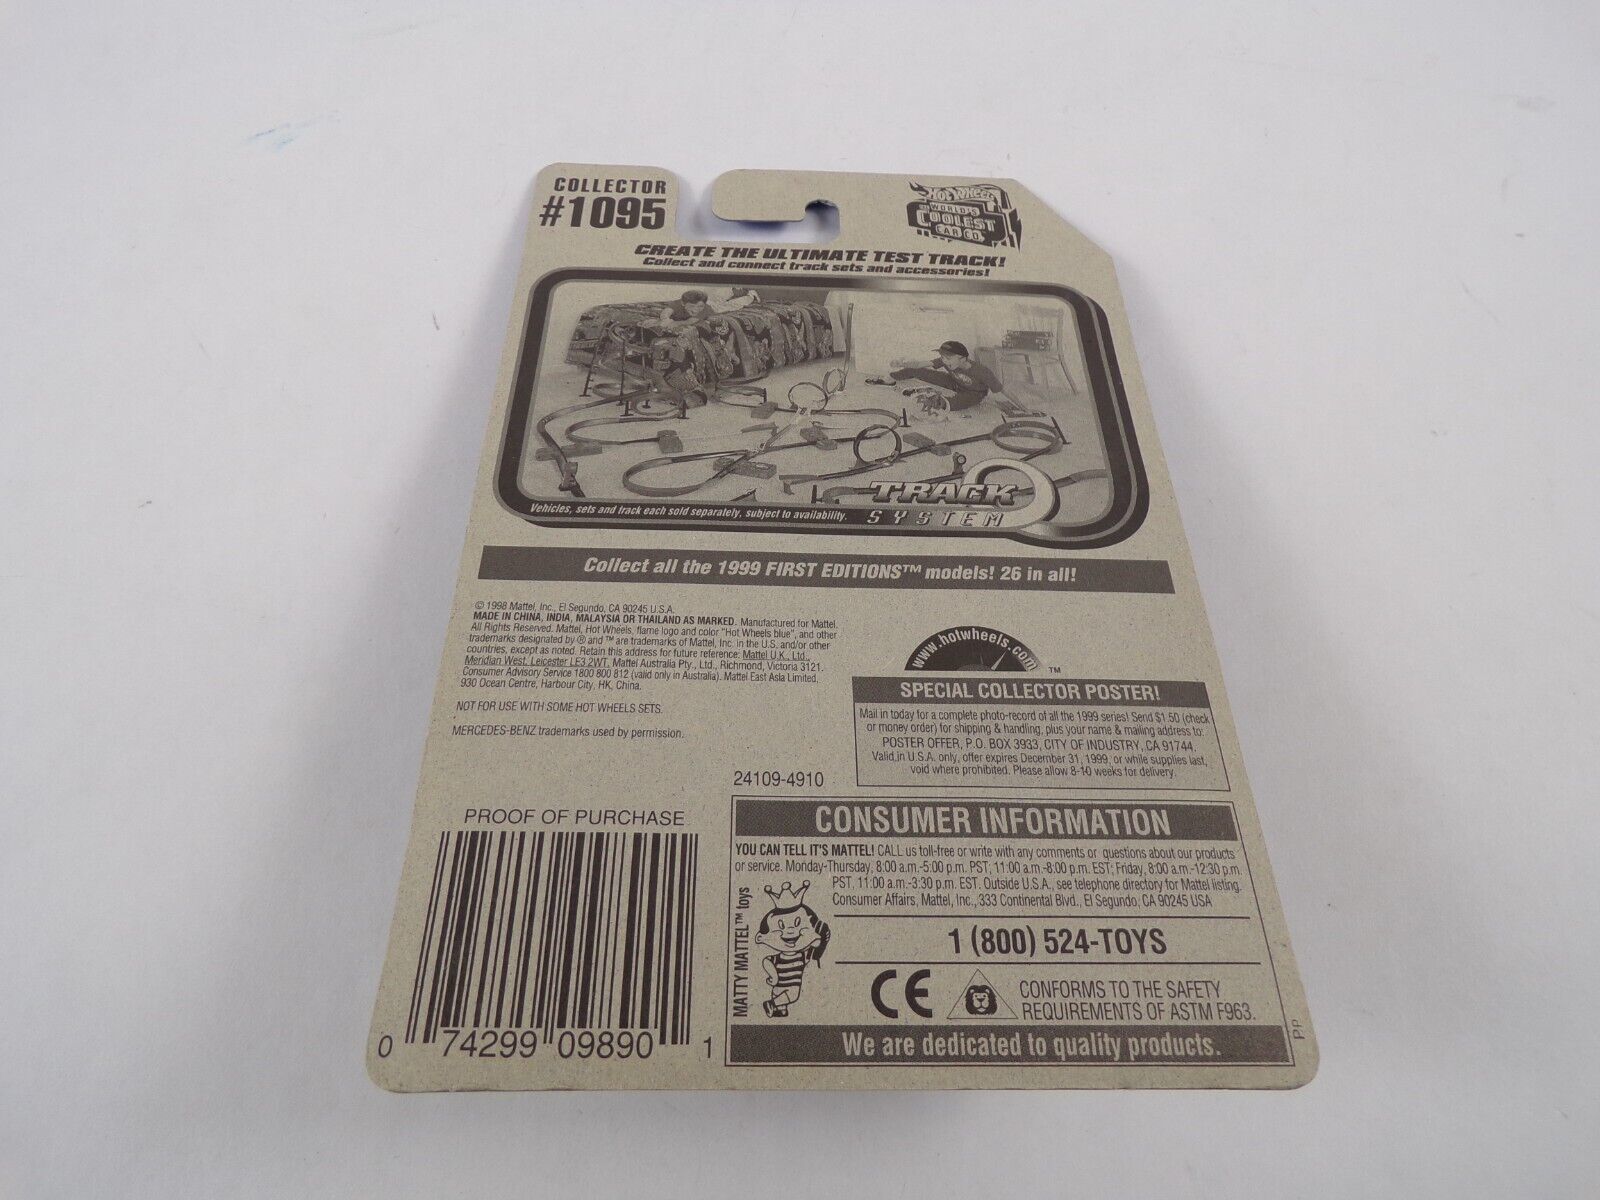 COLLECTOR
#1095
Hot Wheels
WORLD'S
COOLEST
CAR CO.
CREATE THE ULTIMATE TEST TRACK!
Collect and connect track sets and accessories!
Vehicles, sets and track each sold separately, subject to availability.
TRACK
SYSTEM
Collect all the 1999 FIRST EDITIONS™ models! 26 in all!
© 1998 Mattel, Inc., El Segundo, CA 90245 U.S.A.
MADE IN CHINA, INDIA, MALAYSIA OR THAILAND AS MARKED. Manufactured for Mattel.
All Rights Reserved. Mattel, Hot Wheels, flame logo and color "Hot Wheels blue", and other
trademarks designated by ® and ™ are trademarks of Mattel, Inc. in the U.S. and/or other
countries, except as noted. Retain this address for future reference: Mattel U.K., Ltd.,
Meridian West, Leicester LE3 2WT. Mattel Australia Pty., Ltd., Richmond, Victoria 3121.
Consumer Advisory Service 1800 800 812 (valid only in Australia). Mattel East Asia Limited,
930 Ocean Centre, Harbour City, HK, China.
NOT FOR USE WITH SOME HOT WHEELS SETS.
MERCEDES-BENZ trademarks used by permission.
www.hotwheels.com
™
SPECIAL COLLECTOR POSTER!
Mail in today for a complete photo-record of all the 1999 series! Send $1.50 (check
or money order) for shipping & handling, plus your name & mailing address to:
POSTER OFFER, P.O. BOX 3933, CITY OF INDUSTRY, CA 91744.
Valid in U.S.A. only, offer expires December 31, 1999, or while supplies last,
void where prohibited. Please allow 8-10 weeks for delivery.
24109-4910
PROOF OF PURCHASE
0 74299 09890 1
CONSUMER INFORMATION
YOU CAN TELL IT'S MATTEL! CALL us toll-free or write with any comments or questions about our products
or service. Monday-Thursday, 8:00 a.m.-5:00 p.m. PST; 11:00 a.m.-8:00 p.m. EST; Friday, 8:00 a.m.-12:30 p.m.
PST, 11:00 a.m.-3:30 p.m. EST. Outside U.S.A., see telephone directory for Mattel listing.
Consumer Affairs, Mattel, Inc., 333 Continental Blvd., El Segundo, CA 90245 USA
MATTY MATTEL™ toys
1 (800) 524-TOYS
CE
CONFORMS TO THE SAFETY
REQUIREMENTS OF ASTM F963.
We are dedicated to quality products.
PP